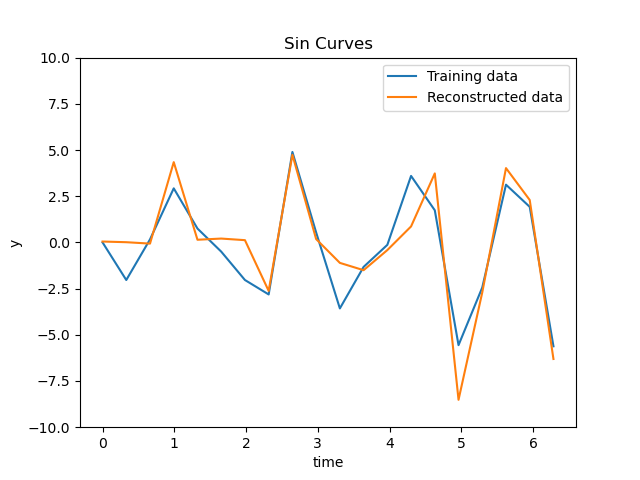 Sin Curves
Training data
Reconstructed data
10.0
7.5
5.0
2.5
0.0
−2.5
−5.0
−7.5
−10.0
y
0 1 2 3 4 5 6
time